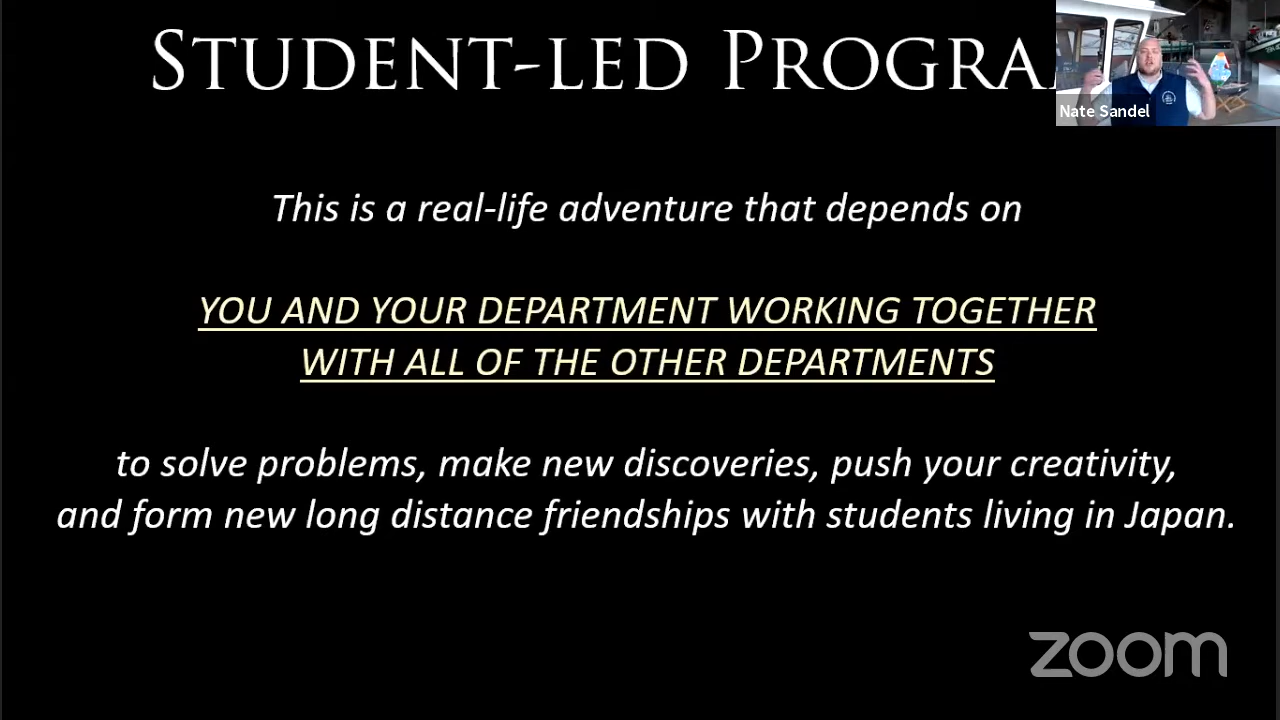 STUDENT-LED PROGRA
Nate Sandel
This is a real-life adventure that depends on
YOU AND YOUR DEPARTMENT WORKING TOGETHER
WITH ALL OF THE OTHER DEPARTMENTS
to solve problems, make new discoveries, push your creativity,
and form new long distance friendships with students living in Japan.
zoom